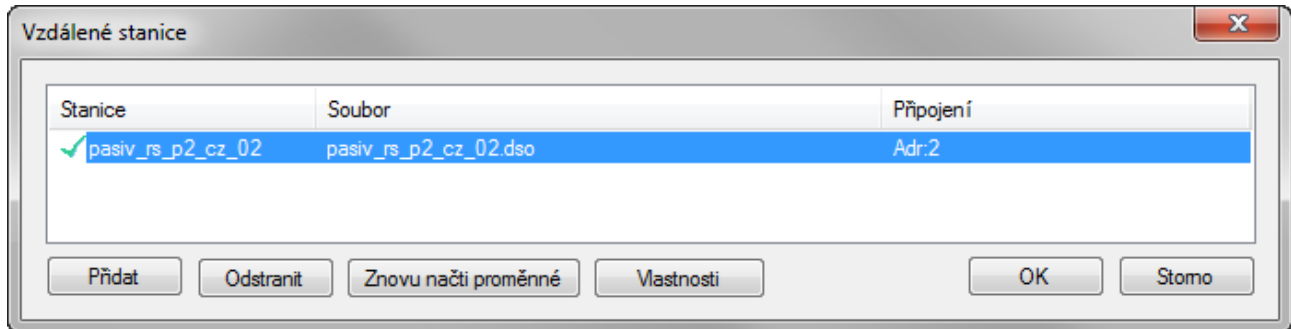 Vzdálené stanice
Stanice Soubor Připojení
pasiv_rs_p2_cz_02 pasiv_rs_p2_cz_02.dso Adr:2
Přidat Odstranit Znovu načti proměnné Vlastnosti OK Storno